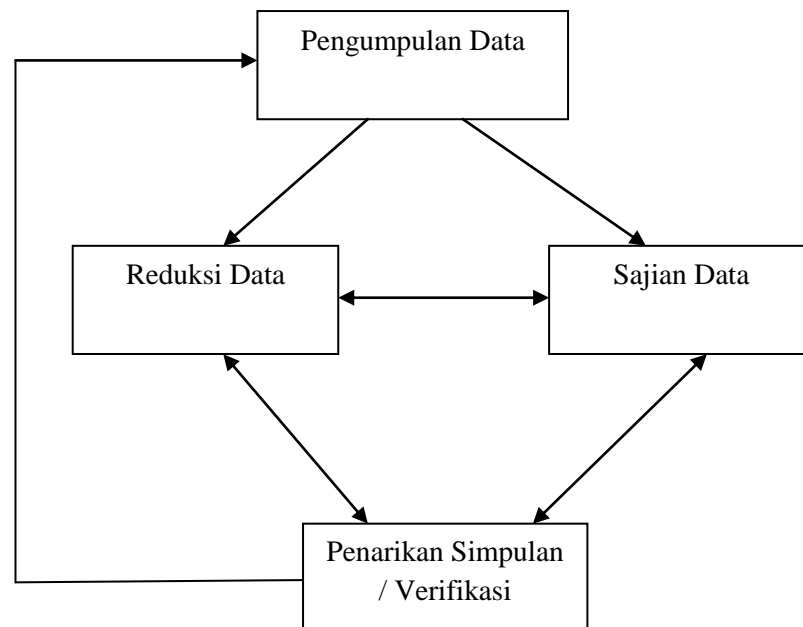 Pengumpulan Data
Reduksi Data
Sajian Data
Penarikan Simpulan
/ Verifikasi